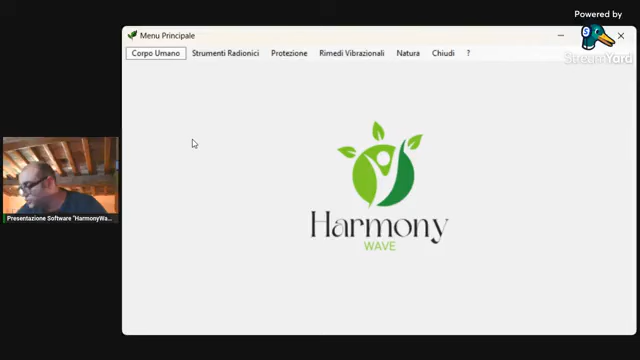 Powered by
StreamYard
Menu Principale
Corpo Umano Strumenti Radionici Protezione Rimedi Vibrazionali Natura Chiudi ?
Harmony
WAVE
Presentazione Software "HarmonyWa...